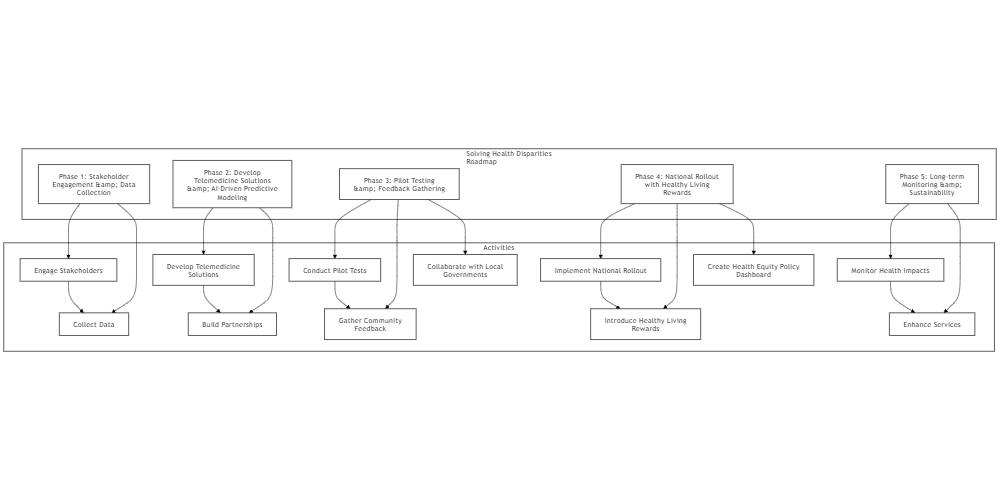 Solving Health Disparities
Roadmap
Phase 1: Stakeholder
Engagement &amp; Data
Collection
Phase 2: Develop
Telemedicine Solutions
&amp; AI-Driven Predictive
Modeling
Phase 3: Pilot Testing
&amp; Feedback Gathering
Phase 4: National Rollout
with Healthy Living
Rewards
Phase 5: Long-term
Monitoring &amp;
Sustainability
Activities
Engage Stakeholders
Develop Telemedicine
Solutions
Conduct Pilot Tests
Collaborate with Local
Governments
Implement National Rollout
Create Health Equity Policy
Dashboard
Monitor Health Impacts
Collect Data
Build Partnerships
Gather Community
Feedback
Introduce Healthy Living
Rewards
Enhance Services